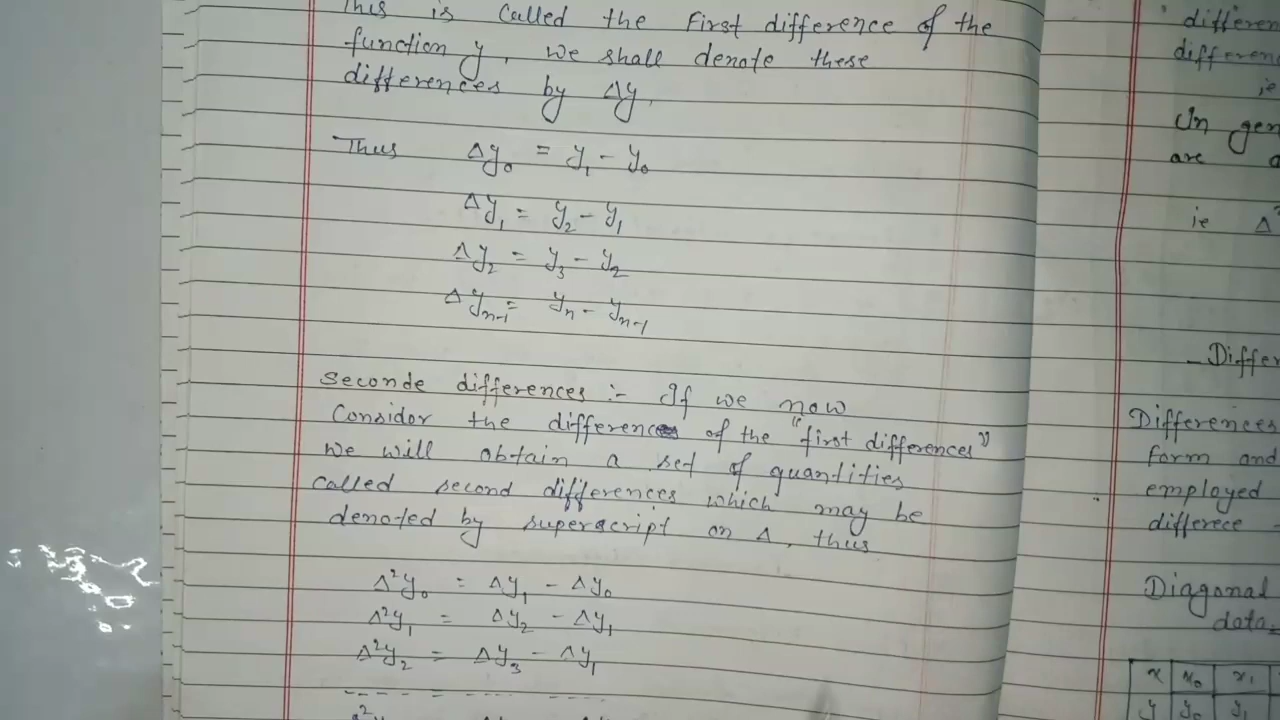 This is called the First difference of the
function y, we shall denote these
differences by Δy.
Thus Δy₀ = y₁ - y₀
Δy₁ = y₂ - y₁
Δy₂ = y₃ - y₂
Δyₙ₋₁ = yₙ - yₙ₋₁
Seconde differences :- If we now
Considor the differences of the "first differences"
we will obtain a set of quantities
called second differences which may be
denoted by superscript on Δ, thus
Δ²y₀ = Δy₁ - Δy₀
Δ²y₁ = Δy₂ - Δy₁
Δ²y₂ = Δy₃ - Δy₁
differen
differen
ie
In gen
are
ie Δ²
Differ
Differences
form and
employed
differece
Diagonal
data
x x₀ x₁
y y₀ y₁